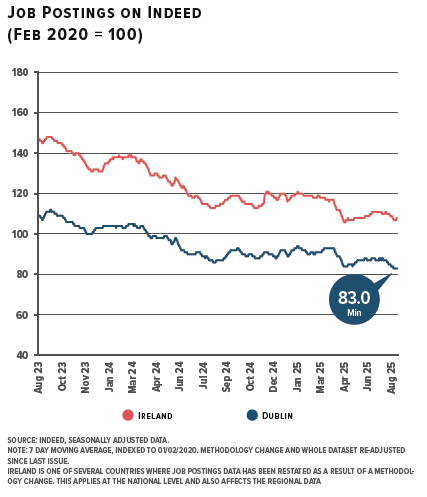 JOB POSTINGS ON INDEED
(FEB 2020 = 100)
180
160
140
120
100
80
60
40
83.0
Min
Aug 23
Oct 23
Nov 23
Jan 24
Mar 24
Apr 24
Jun 24
Jul 24
Sep 24
Oct 24
Dec 24
Jan 25
Mar 25
Apr 25
Jun 25
Aug 25
IRELAND
DUBLIN
SOURCE: INDEED, SEASONALLY ADJUSTED DATA.
NOTE: 7 DAY MOVING AVERAGE, INDEXED TO 01/02/2020. METHODOLOGY CHANGE AND WHOLE DATASET RE-ADJUSTED
SINCE LAST ISSUE.
IRELAND IS ONE OF SEVERAL COUNTRIES WHERE JOB POSTINGS DATA HAS BEEN RESTATED AS A RESULT OF A METHODOL-
OGY CHANGE. THIS APPLIES AT THE NATIONAL LEVEL AND ALSO AFFECTS THE REGIONAL DATA